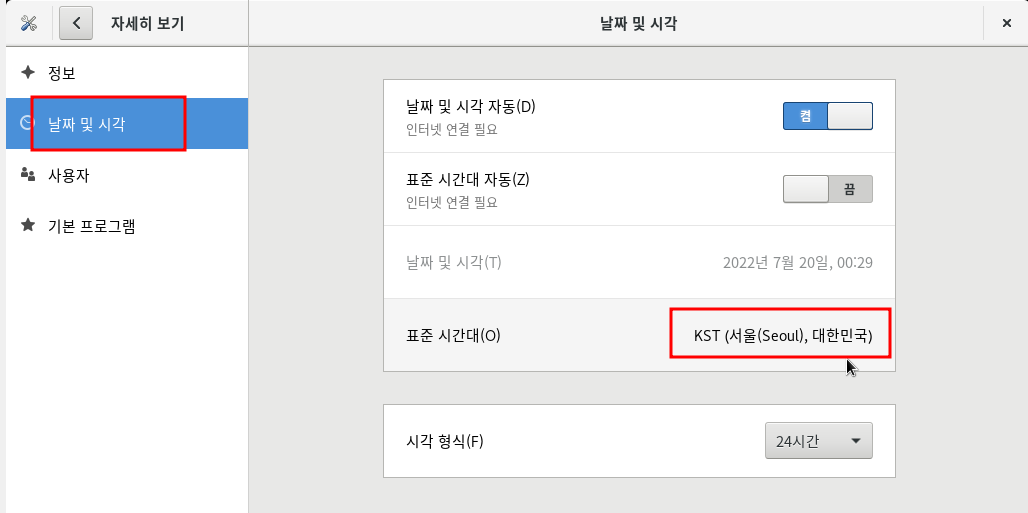 자세히 보기
날짜 및 시각
정보
날짜 및 시각
사용자
기본 프로그램
날짜 및 시각 자동(D)
인터넷 연결 필요
켬
표준 시간대 자동(Z)
인터넷 연결 필요
끔
날짜 및 시각(T)
2022년 7월 20일, 00:29
표준 시간대(O)
KST (서울(Seoul), 대한민국)
시각 형식(F)
24시간